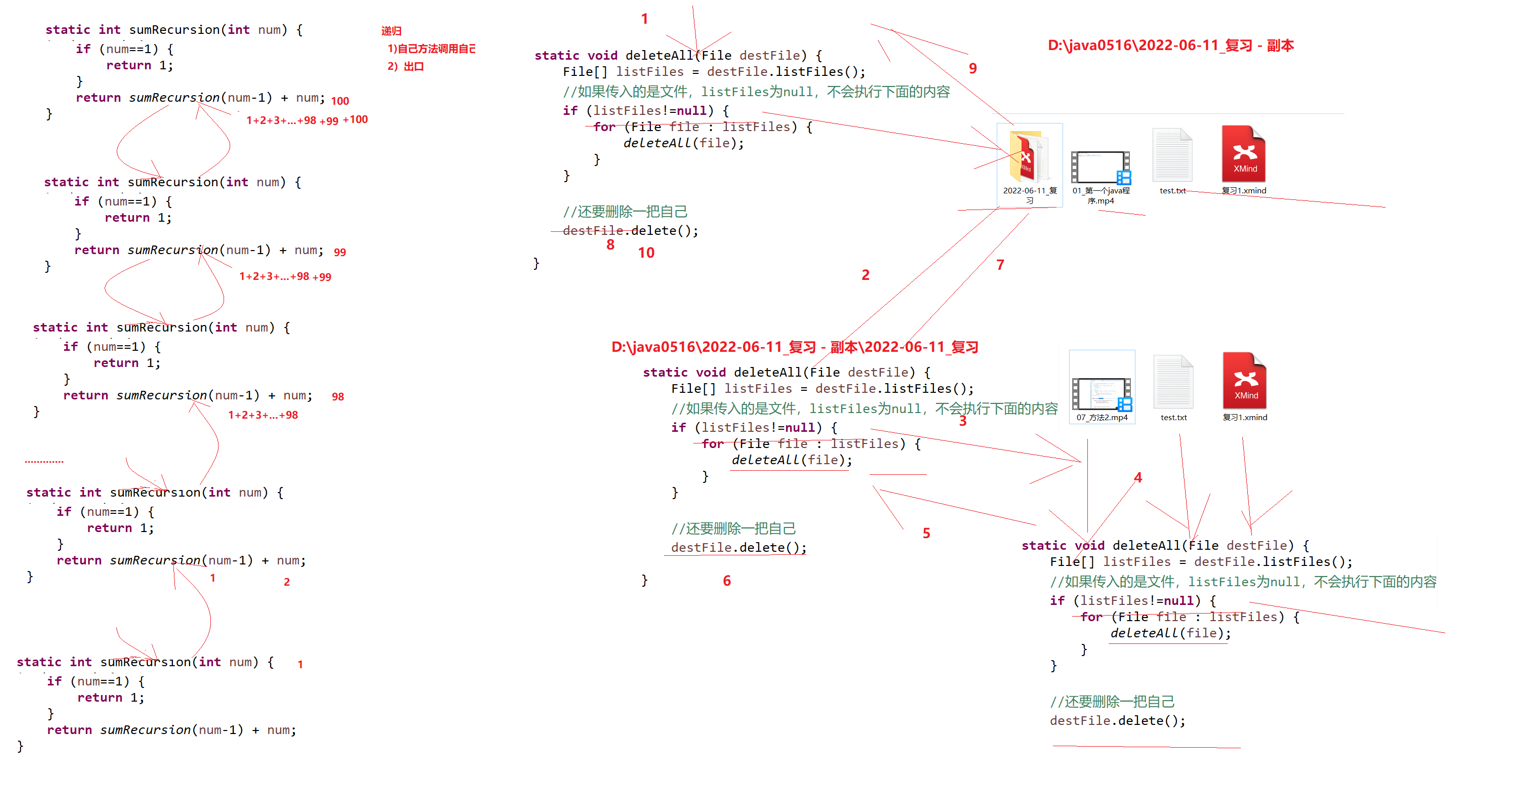 static int sumRecursion(int num) {
if (num==1) {
return 1;
}
return sumRecursion(num-1) + num;
}
100
1+2+3+...+98 +99 +100
递归
1)自己方法调用自己
2）出口
static int sumRecursion(int num) {
if (num==1) {
return 1;
}
return sumRecursion(num-1) + num;
}
99
1+2+3+...+98 +99
static int sumRecursion(int num) {
if (num==1) {
return 1;
}
return sumRecursion(num-1) + num;
}
98
1+2+3+...+98
.............
static int sumRecursion(int num) {
if (num==1) {
return 1;
}
return sumRecursion(num-1) + num;
}
1
2
static int sumRecursion(int num) {
1
if (num==1) {
return 1;
}
return sumRecursion(num-1) + num;
}
1
static void deleteAll(File destFile) {
File[] listFiles = destFile.listFiles();
//如果传入的是文件，listFiles为null，不会执行下面的内容
if (listFiles!=null) {
for (File file : listFiles) {
deleteAll(file);
}
}
//还要删除一把自己
destFile.delete();
8
10
}
9
D:\java0516\2022-06-11_复习 - 副本
XMind
XMind
2022-06-11_复
习
01_第一个java程
序.mp4
test.txt
复习1.xmind
2
7
D:\java0516\2022-06-11_复习 - 副本\2022-06-11_复习
static void deleteAll(File destFile) {
File[] listFiles = destFile.listFiles();
//如果传入的是文件，listFiles为null，不会执行下面的内容
if (listFiles!=null) {
for (File file : listFiles) {
deleteAll(file);
}
}
//还要删除一把自己
destFile.delete();
}
6
3
5
4
XMind
07_方法2.mp4
test.txt
复习1.xmind
static void deleteAll(File destFile) {
File[] listFiles = destFile.listFiles();
//如果传入的是文件，listFiles为null，不会执行下面的内容
if (listFiles!=null) {
for (File file : listFiles) {
deleteAll(file);
}
}
//还要删除一把自己
destFile.delete();